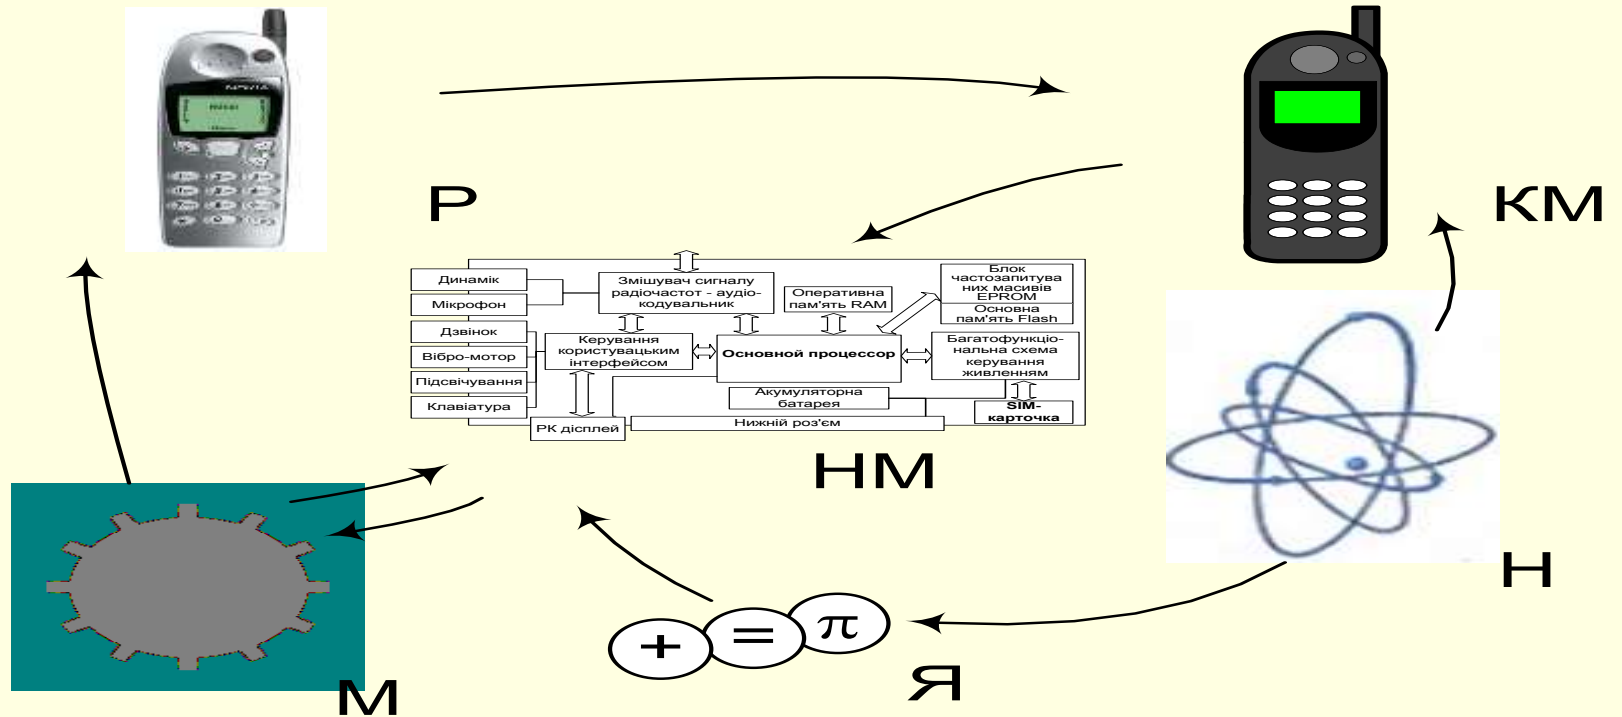 Р
КМ
Динамік
Мікрофон
Дзвінок
Вібро-мотор
Підсвічування
Клавіатура
Змішувач сигналу
радіочастот - аудіо-
кодувальник
Оперативна
пам'ять RAM
Блок
частозапитува
них масивів
EPROM
Основна
пам'ять Flash
Керування
користувацьким
інтерфейсом
Основной процессор
Багатофункціо-
нальна схема
керування
живленням
Акумуляторна
батарея
SIM-
карточка
РК дісплей
Нижній роз'єм
НМ
Н
+ = π
Я
М